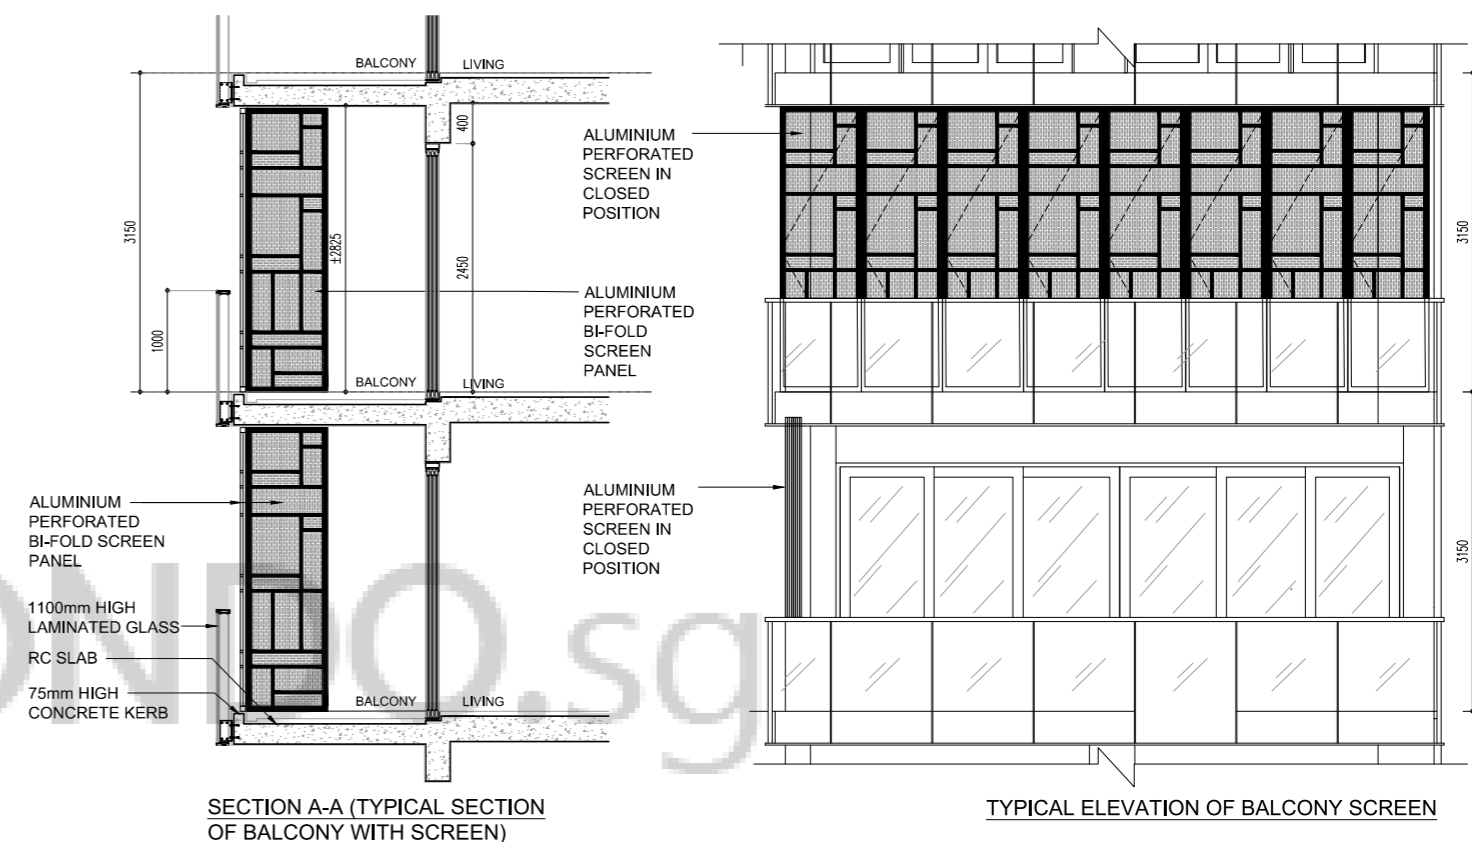 BALCONY LIVING
3150
400
±2825
2450
1000
ALUMINIUM
PERFORATED
SCREEN IN
CLOSED
POSITION
ALUMINIUM
PERFORATED
BI-FOLD
SCREEN
PANEL
3150
BALCONY LIVING
ALUMINIUM
PERFORATED
BI-FOLD SCREEN
PANEL
1100mm HIGH
LAMINATED GLASS
RC SLAB
75mm HIGH
CONCRETE KERB
ALUMINIUM
PERFORATED
SCREEN IN
CLOSED
POSITION
3150
BALCONY LIVING
ONDO.sg
SECTION A-A (TYPICAL SECTION
OF BALCONY WITH SCREEN)
TYPICAL ELEVATION OF BALCONY SCREEN